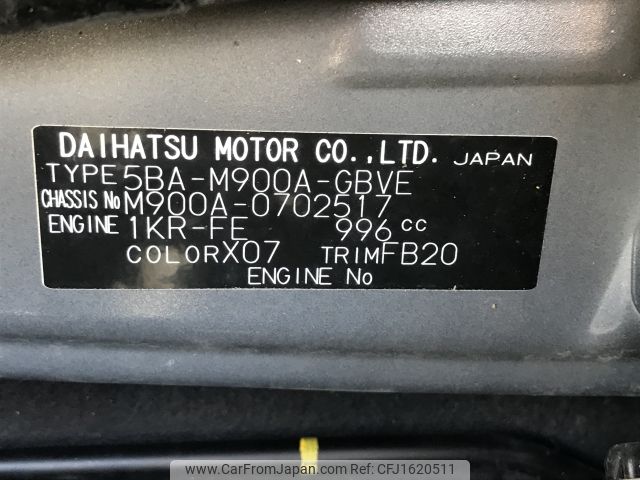 DAIHATSU MOTOR CO.,LTD. JAPAN
TYPE 5BA-M900A-GBVE
CHASSIS No M900A-0702517
ENGINE 1KR-FE 996 cc
COLOR X07 TRIM FB20
ENGINE No
www.CarFromJapan.com - Ref No: CFJ1620511